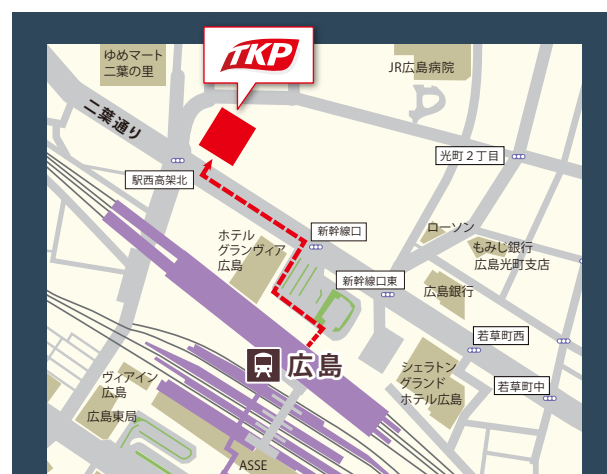 ゆめマート
二葉の里
TKP
JR広島病院
二葉通り
光町2丁目
駅西高架北
ホテル
グランヴィア
広島
新幹線口
ローソン
もみじ銀行
広島光町支店
新幹線口東
広島銀行
若草町西
広島
シェラトン
グランド
ホテル広島
若草町中
ヴィアイン
広島
広島東局
ASSE